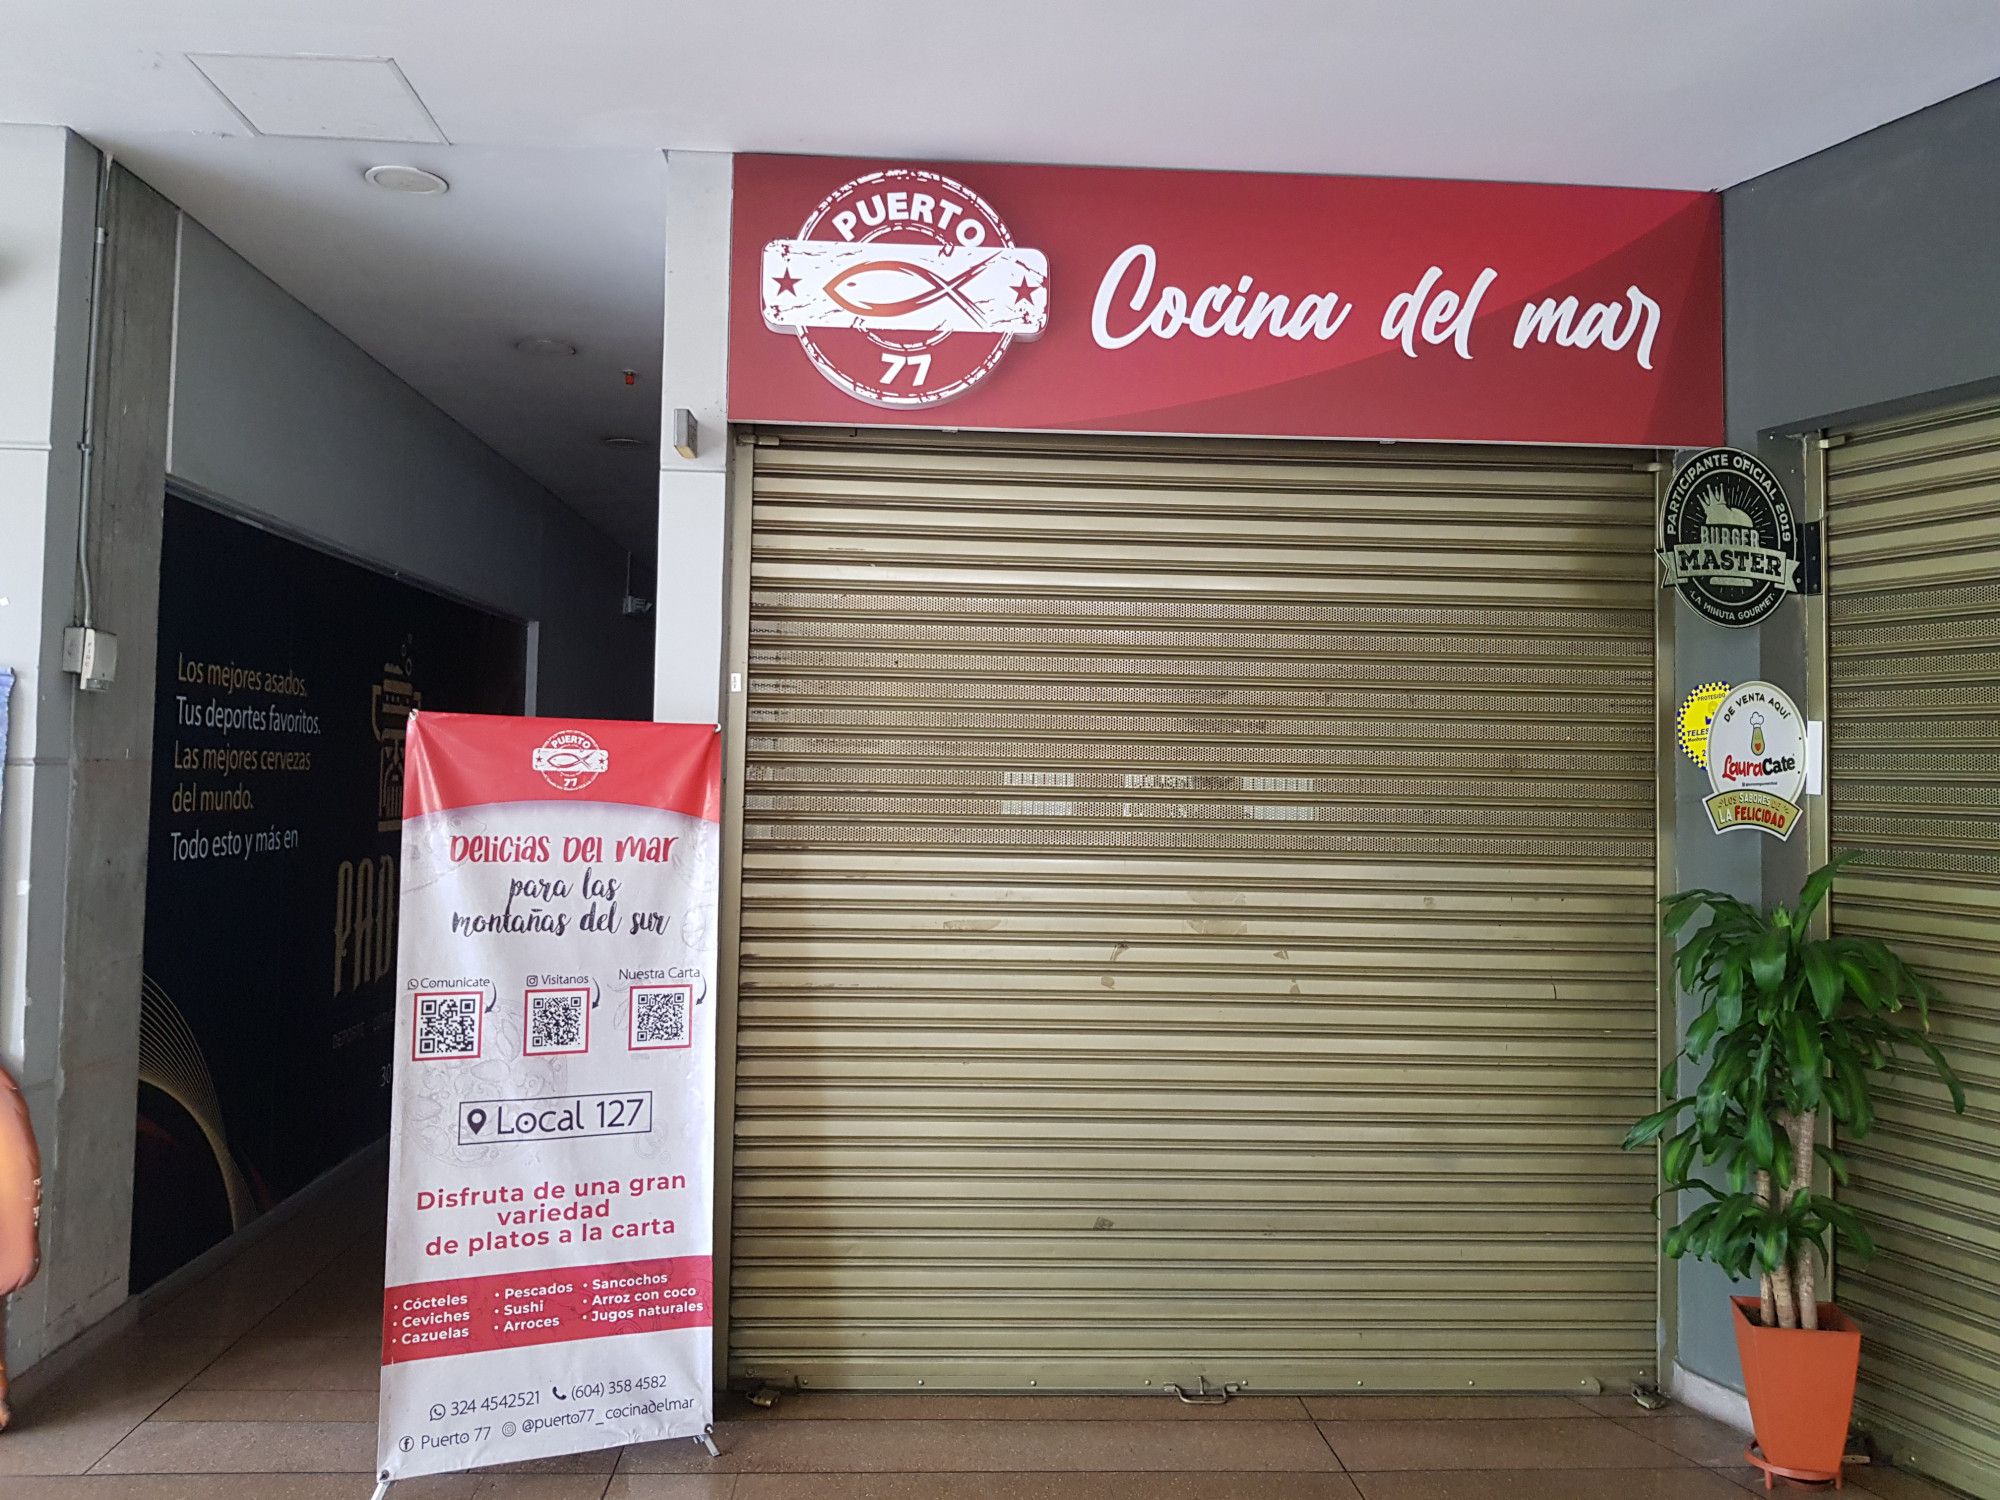 PUERTO
77
Cocina del mar
PARTICIPANTE OFICIAL 2019
BURGER
MASTER
LA MINUTA GOURMET
PROTEGIDO
DE VENTA AQUÍ
LauraCate
LOS SABORES DE
LA FELICIDAD
Los mejores asados.
Tus deportes favoritos.
Las mejores cervezas
del mundo.
Todo esto y más en
PUERTO
77
Delicias Del mar
para las
montañas del sur
Comunicate
Visitanos
Nuestra Carta
Local 127
Disfruta de una gran
variedad
de platos a la carta
• Cócteles
• Ceviches
• Cazuelas
• Pescados
• Sushi
• Arroces
• Sancochos
• Arroz con coco
• Jugos naturales
324 4542521 (604) 358 4582
Puerto 77 @puerto77_cocinadelmar